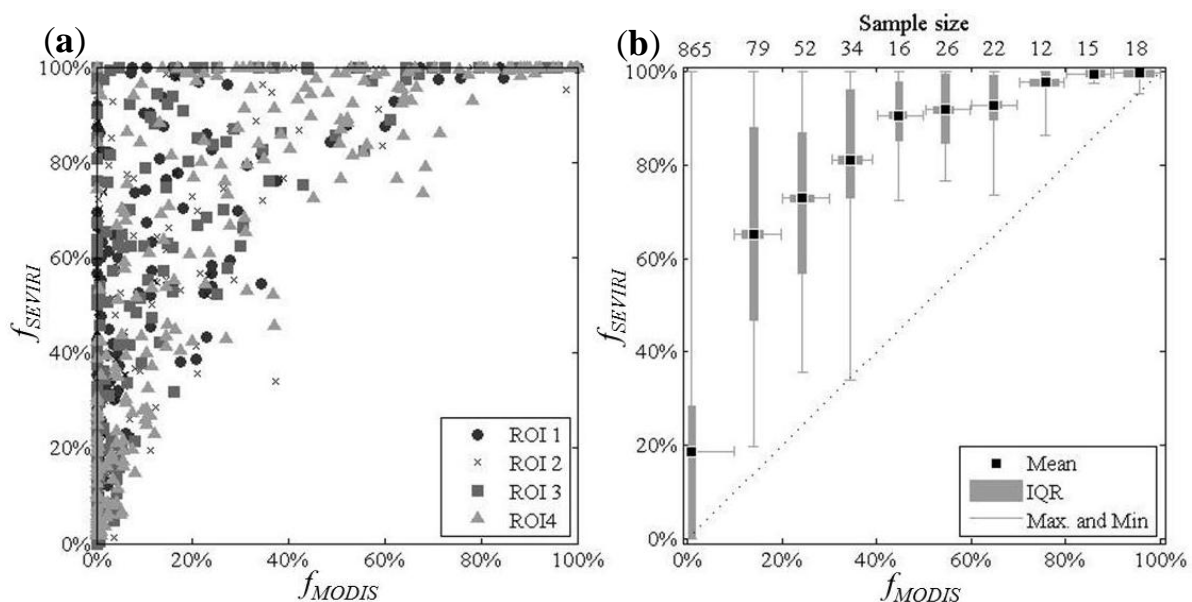 (a)
100%
80%
60%
40%
20%
0%
0% 20% 40% 60% 80% 100%
fSEVIRI
fMODIS
ROI 1
ROI 2
ROI 3
ROI4
(b)
Sample size
865 79 52 34 16 26 22 12 15 18
100%
80%
60%
40%
20%
0%
0% 20% 40% 60% 80% 100%
fSEVIRI
fMODIS
Mean
IQR
Max. and Min